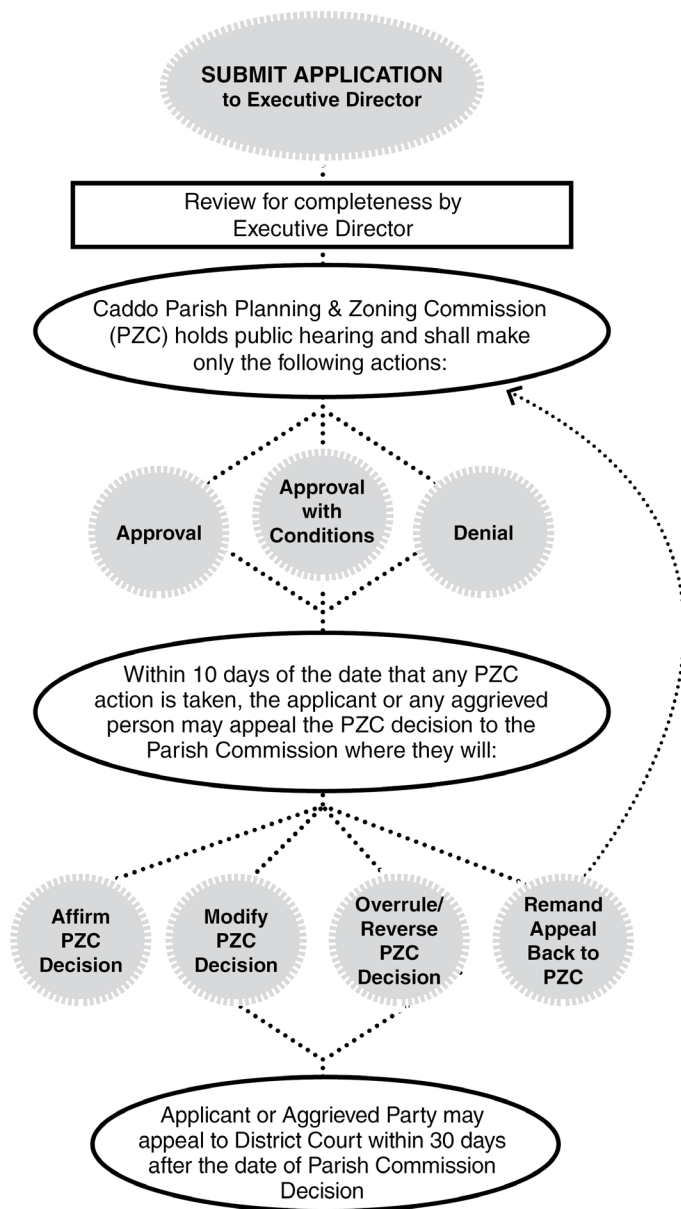 SUBMIT APPLICATION
to Executive Director
Review for completeness by
Executive Director
Caddo Parish Planning & Zoning Commission
(PZC) holds public hearing and shall make
only the following actions:
Approval
Approval
with
Conditions
Denial
Within 10 days of the date that any PZC
action is taken, the applicant or any aggrieved
person may appeal the PZC decision to the
Parish Commission where they will:
Affirm
PZC
Decision
Modify
PZC
Decision
Overrule/
Reverse
PZC
Decision
Remand
Appeal
Back to
PZC
Applicant or Aggrieved Party may
appeal to District Court within 30 days
after the date of Parish Commission
Decision